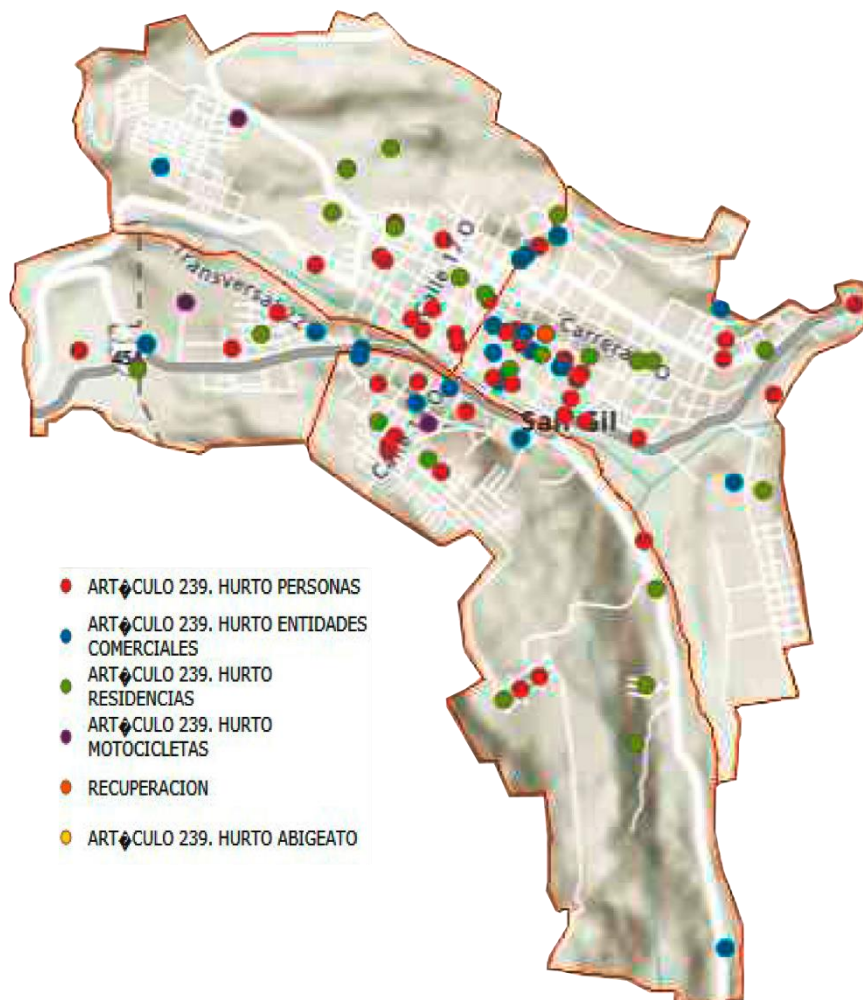 Calle 17 O
Transversal 22
Carrera
San Gil
45A
ART�CULO 239. HURTO PERSONAS
ART�CULO 239. HURTO ENTIDADES
COMERCIALES
ART�CULO 239. HURTO
RESIDENCIAS
ART�CULO 239. HURTO
MOTOCICLETAS
RECUPERACION
ART�CULO 239. HURTO ABIGEATO